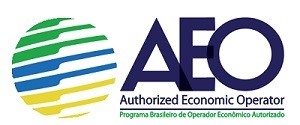 AEO
Authorized Economic Operator
Programa Brasileiro de Operador Econômico Autorizado